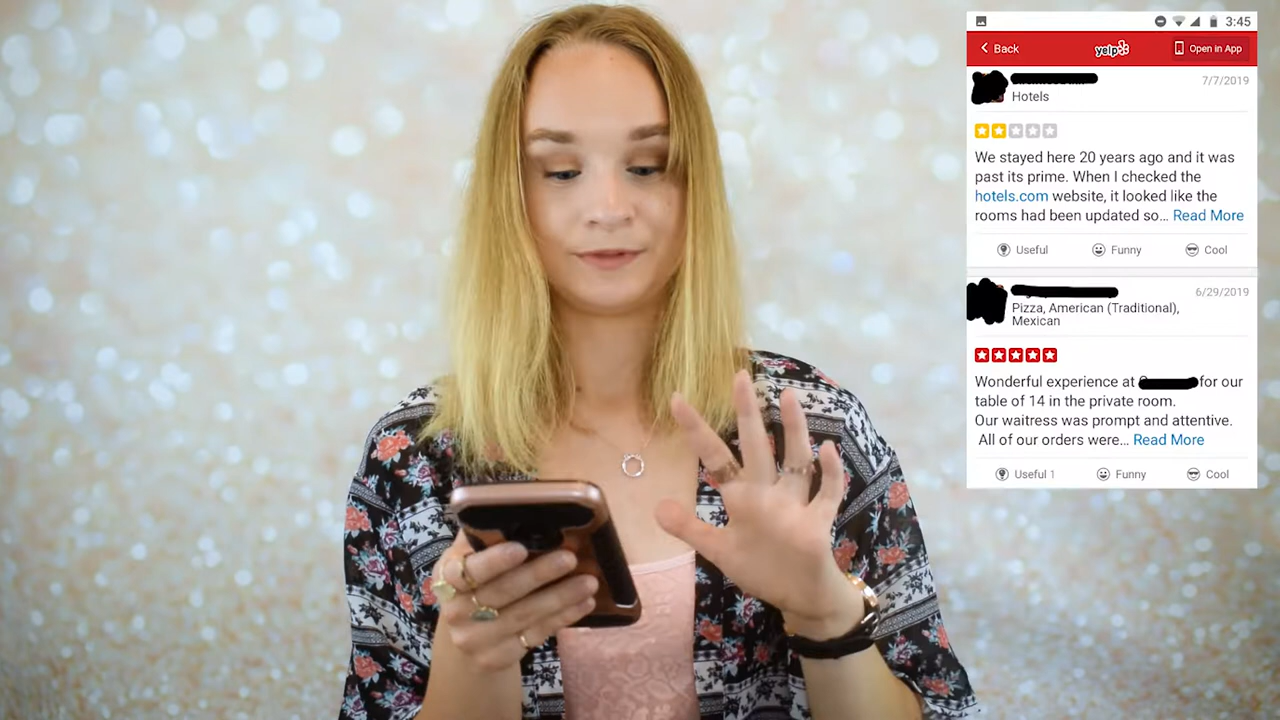 3:45
Back
yelp
Open in App
7/7/2019
Hotels
We stayed here 20 years ago and it was
past its prime. When I checked the
hotels.com website, it looked like the
rooms had been updated so... Read More
Useful
Funny
Cool
6/29/2019
Pizza, American (Traditional),
Mexican
Wonderful experience at for our
table of 14 in the private room.
Our waitress was prompt and attentive.
All of our orders were... Read More
Useful 1
Funny
Cool